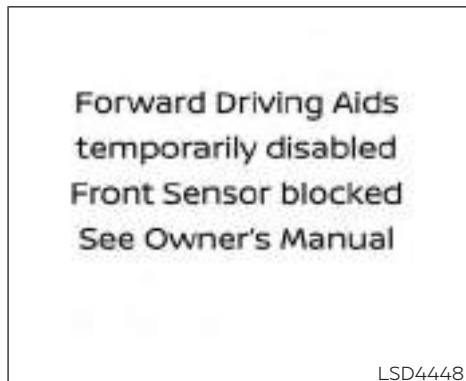 Forward Driving Aids
temporarily disabled
Front Sensor blocked
See Owner's Manual
LSD4448